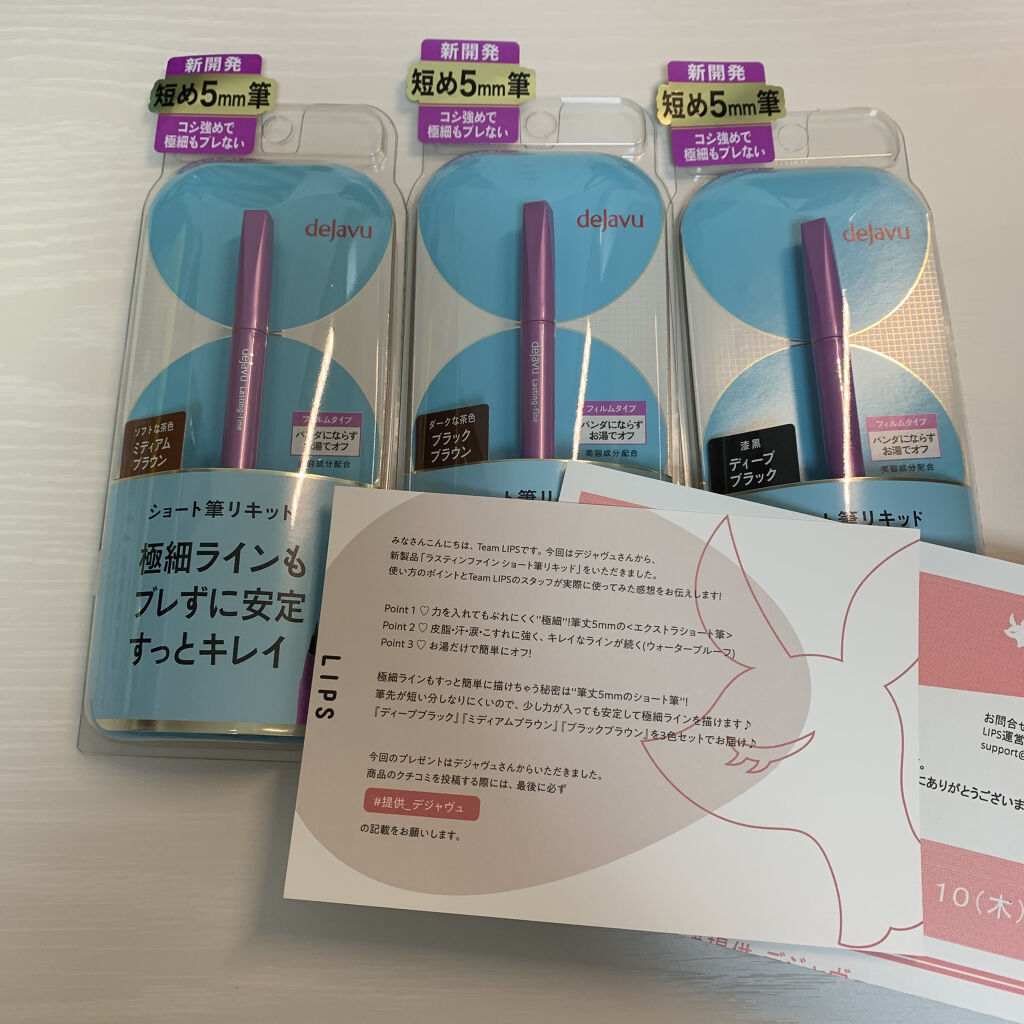 新開発
短め5mm筆
コシ強めで
極細もブレない
dejavu
dejavu Lasting-fine
ソフトな茶色
ミディアム
ブラウン
フィルムタイプ
パンダにならず
お湯でオフ
美容成分配合
ショート筆リキッド
極細ラインも
ブレずに安定
すっとキレイ
新開発
短め5mm筆
コシ強めで
極細もブレない
dejavu
dejavu Lasting-fine
ダークな茶色
ブラック
ブラウン
フィルムタイプ
パンダにならず
お湯でオフ
美容成分配合
ート筆リ
新開発
短め5mm筆
コシ強めで
極細もブレない
dejavu
漆黒
ディープ
ブラック
フィルムタイプ
パンダにならず
お湯でオフ
美容成分配合
ト筆リキッド
LIPS
みなさんこんにちは、Team LIPSです。今回はデジャヴュさんから、
新製品「ラスティンファイン ショート筆リキッド」をいただきました。
使い方のポイントとTeam LIPSのスタッフが実際に使ってみた感想をお伝えします!
Point 1 ♡ 力を入れてもぶれにくく"極細"!筆丈5mmの<エクストラショート筆>
Point 2 ♡ 皮脂・汗・涙・こすれに強く、キレイなラインが続く(ウォータープルーフ)
Point 3 ♡ お湯だけで簡単にオフ!
極細ラインもすっと簡単に描けちゃう秘密は"筆丈5mmのショート筆"!
筆先が短い分しなりにくいので、少し力が入っても安定して極細ラインを描けます♪
『ディープブラック』『ミディアムブラウン』『ブラックブラウン』を3色セットでお届け♪
今回のプレゼントはデジャヴュさんからいただきました。
商品のクチコミを投稿する際には、最後に必ず
#提供_デジャヴュ
の記載をお願いします。
お問合せ
LIPS運営
support@
。
にありがとうございま
10(木)